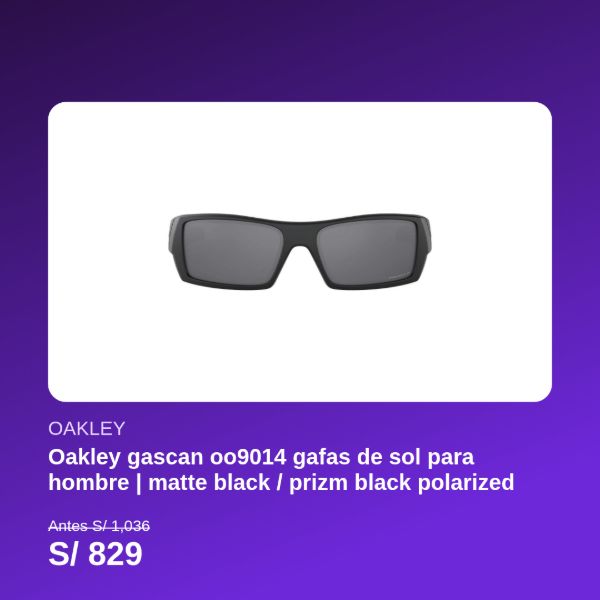 OAKLEY
Oakley gascan oo9014 gafas de sol para
hombre | matte black / prizm black polarized
Antes S/ 1,036
S/ 829